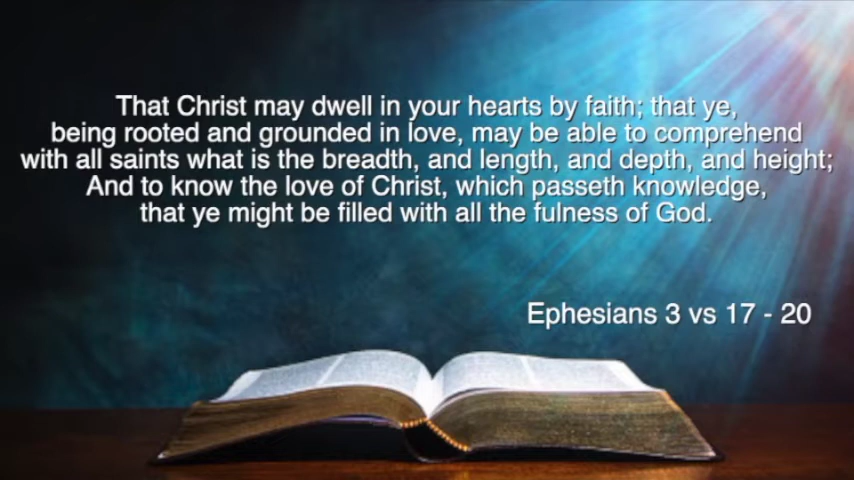 That Christ may dwell in your hearts by faith; that ye,
being rooted and grounded in love, may be able to comprehend
with all saints what is the breadth, and length, and depth, and height;
And to know the love of Christ, which passeth knowledge,
that ye might be filled with all the fulness of God.
Ephesians 3 vs 17 - 20